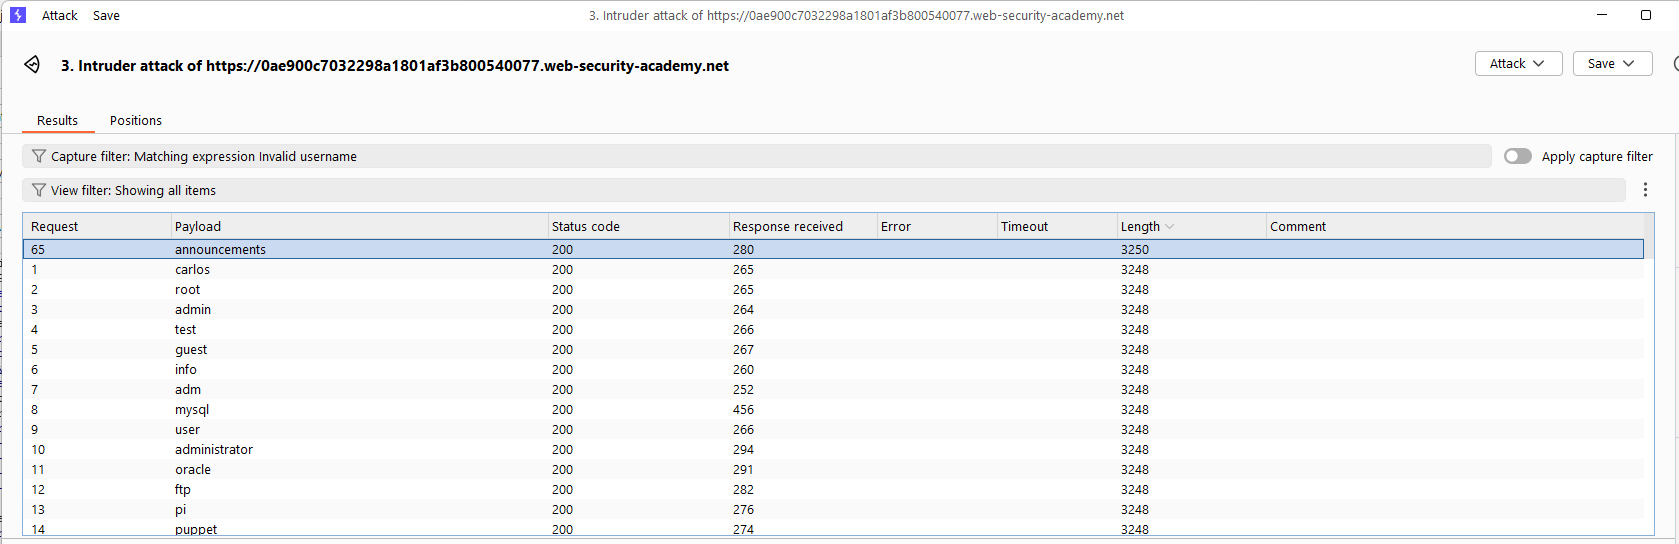 Attack Save 3. Intruder attack of https://0ae900c7032298a1801af3b800540077.web-security-academy.net
3. Intruder attack of https://0ae900c7032298a1801af3b800540077.web-security-academy.net Attack Save
Results Positions
Capture filter: Matching expression Invalid username Apply capture filter
View filter: Showing all items
Request Payload Status code Response received Error Timeout Length Comment
65 announcements 200 280 3250
1 carlos 200 265 3248
2 root 200 265 3248
3 admin 200 264 3248
4 test 200 266 3248
5 guest 200 267 3248
6 info 200 260 3248
7 adm 200 252 3248
8 mysql 200 456 3248
9 user 200 266 3248
10 administrator 200 294 3248
11 oracle 200 291 3248
12 ftp 200 282 3248
13 pi 200 276 3248
14 puppet 200 274 3248